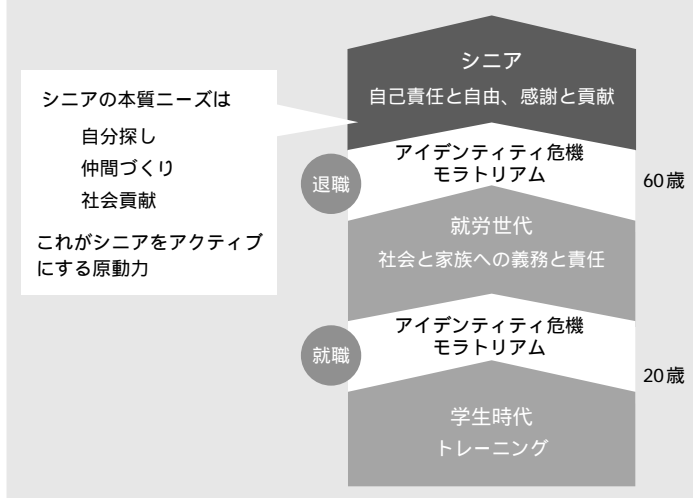 シニア
自己責任と自由、感謝と貢献
シニアの本質ニーズは
自分探し
仲間づくり
社会貢献
これがシニアをアクティブ
にする原動力
アイデンティティ危機
モラトリアム
退職
60歳
就労世代
社会と家族への義務と責任
アイデンティティ危機
モラトリアム
就職
20歳
学生時代
トレーニング